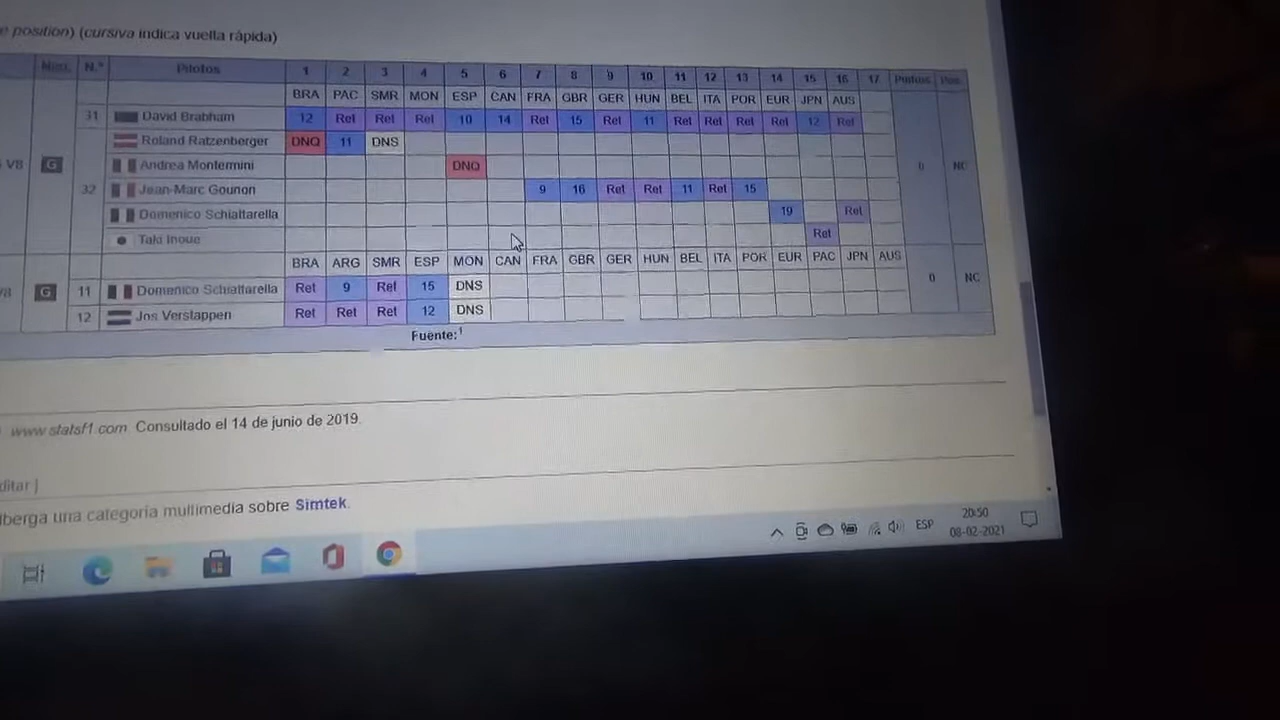 e position) (cursiva indica vuelta rápida)
Neu. N.º Pilotos 1 2 3 4 5 6 7 8 9 10 11 12 13 14 15 16 17 Puntos Pos.
BRA PAC SMR MON ESP CAN FRA GBR GER HUN BEL ITA POR EUR JPN AUS
31 David Brabham 12 Ret Ret Ret 10 14 Ret 15 Ret 11 Ret Ret Ret Ret 12 Ret
Roland Ratzenberger DNQ 11 DNS
V8 G Andrea Montermini DNQ 0 NC
32 Jean-Marc Gounon 9 16 Ret Ret 11 Ret 15
Domenico Schiattarella 19 Ret
Taki Inoue Ret
BRA ARG SMR ESP MON CAN FRA GBR GER HUN BEL ITA POR EUR PAC JPN AUS
V8 G 11 Domenico Schiattarella Ret 9 Ret 15 DNS 0 NC
12 Jos Verstappen Ret Ret Ret 12 DNS
Fuente:1
www.statsf1.com. Consultado el 14 de junio de 2019.
ditar ]
lberga una categoría multimedia sobre Simtek.
ESP 20:50
08-02-2021